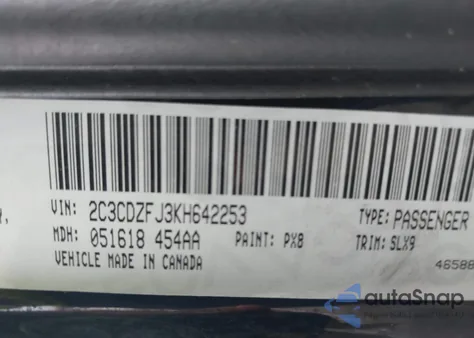 VIN: 2C3CDZFJ3KH642253 TYPE: PASSENGER
MDH: 051618 454AA PAINT: PX8 TRIM: SLX9
VEHICLE MADE IN CANADA
46588
autoSnap